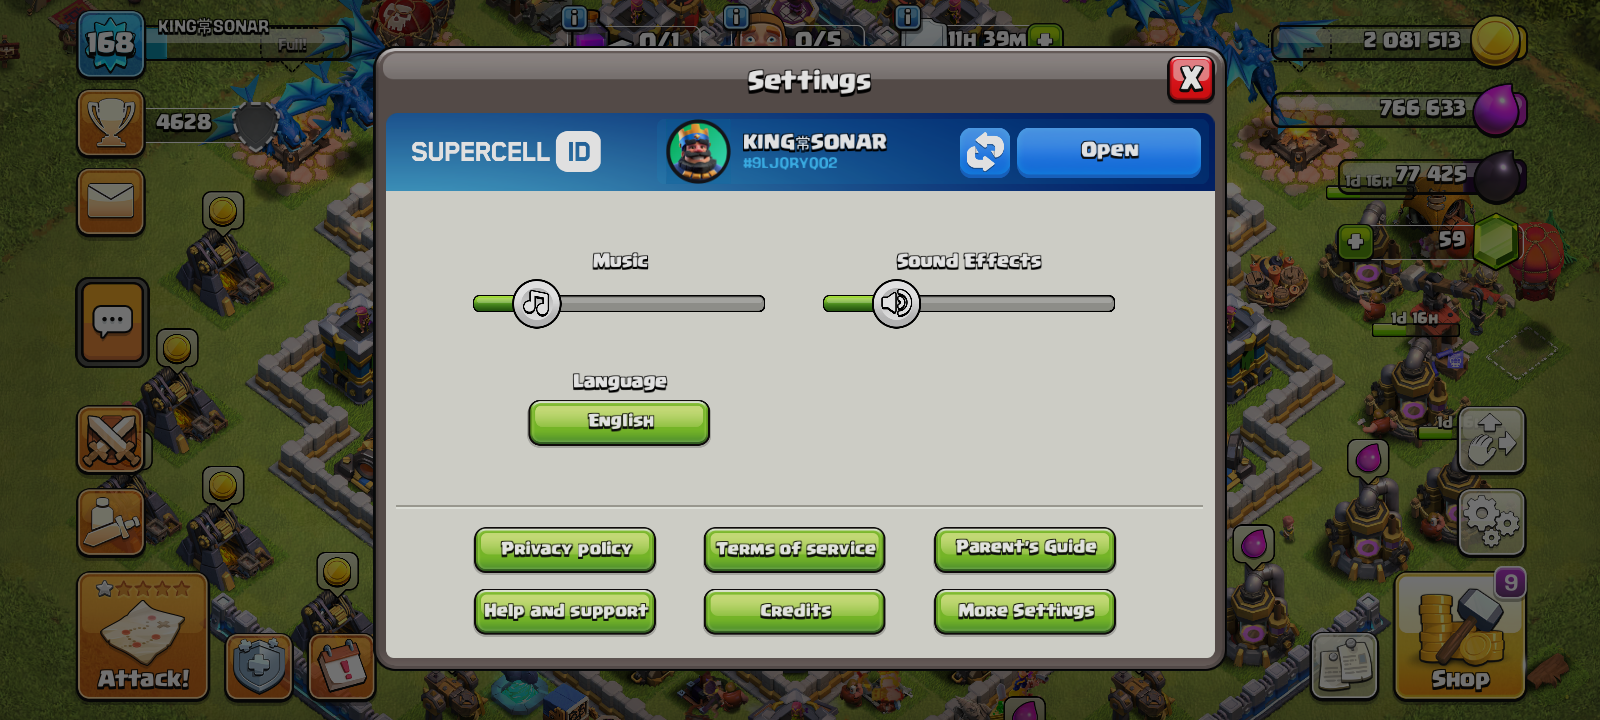 168
KING常SONAR
Full!
0/1
0/5
11H 39M
2 081 513
Settings
X
4628
766 633
SUPERCELL ID
KING常SONAR
#9LJQRYQO2
Open
1d 16H
77 425
59
Music
Sound Effects
1d 16H
Language
English
1d
Privacy policy
Terms of service
Parent's Guide
Help and support
Credits
More Settings
9
Attack!
Shop